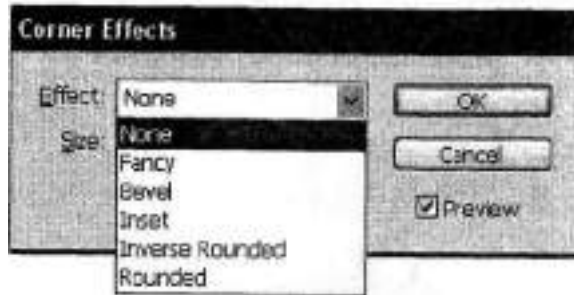 Corner Effects
Effect: None
OK
Size:
None
Fancy
Bevel
Inset
Inverse Rounded
Rounded
Cancel
Preview